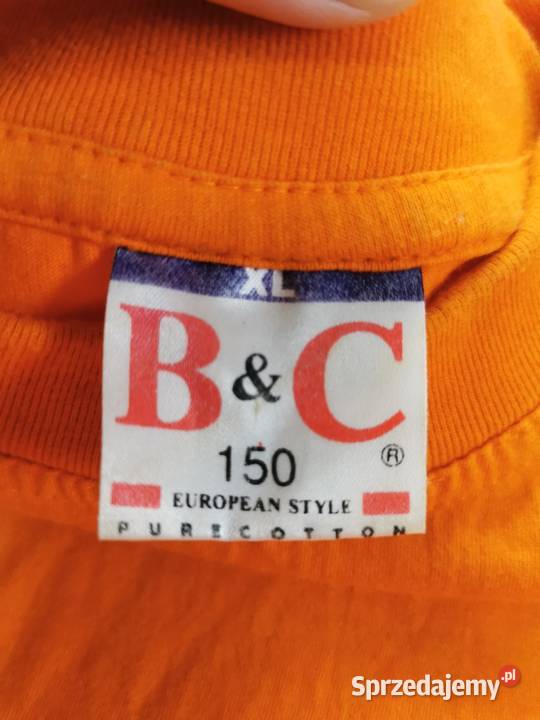 XL
B & C
150 ®
EUROPEAN STYLE
PURE COTTON
Sprzedajemy.pl